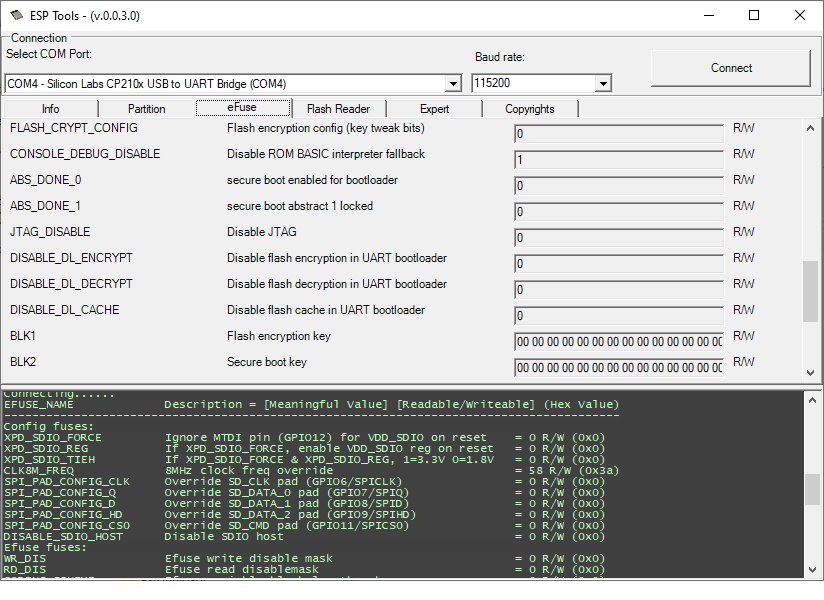 ESP Tools - (v.0.0.3.0)
Connection
Select COM Port:
Baud rate:
COM4 - Silicon Labs CP210x USB to UART Bridge (COM4)
115200
Connect
Info Partition eFuse Flash Reader Expert Copyrights
FLASH_CRYPT_CONFIG Flash encryption config (key tweak bits) 0 R/W
CONSOLE_DEBUG_DISABLE Disable ROM BASIC interpreter fallback 1 R/W
ABS_DONE_0 secure boot enabled for bootloader 0 R/W
ABS_DONE_1 secure boot abstract 1 locked 0 R/W
JTAG_DISABLE Disable JTAG 0 R/W
DISABLE_DL_ENCRYPT Disable flash encryption in UART bootloader 0 R/W
DISABLE_DL_DECRYPT Disable flash decryption in UART bootloader 0 R/W
DISABLE_DL_CACHE Disable flash cache in UART bootloader 0 R/W
BLK1 Flash encryption key 00 00 00 00 00 00 00 00 00 00 00 00 00 00 R/W
BLK2 Secure boot key 00 00 00 00 00 00 00 00 00 00 00 00 00 00 R/W
Connecting......
EFUSE_NAME Description = [Meaningful Value] [Readable/Writeable] (Hex Value)
----------------------------------------------------------------------------------------
Config fuses:
XPD_SDIO_FORCE Ignore MTDI pin (GPIO12) for VDD_SDIO on reset = 0 R/W (0x0)
XPD_SDIO_REG If XPD_SDIO_FORCE, enable VDD_SDIO reg on reset = 0 R/W (0x0)
XPD_SDIO_TIEH If XPD_SDIO_FORCE & XPD_SDIO_REG, 1=3.3V 0=1.8V = 0 R/W (0x0)
CLK8M_FREQ 8MHz clock freq override = 58 R/W (0x3a)
SPI_PAD_CONFIG_CLK Override SD_CLK pad (GPIO6/SPICLK) = 0 R/W (0x0)
SPI_PAD_CONFIG_Q Override SD_DATA_0 pad (GPIO7/SPIQ) = 0 R/W (0x0)
SPI_PAD_CONFIG_D Override SD_DATA_1 pad (GPIO8/SPID) = 0 R/W (0x0)
SPI_PAD_CONFIG_HD Override SD_DATA_2 pad (GPIO9/SPIHD) = 0 R/W (0x0)
SPI_PAD_CONFIG_CS0 Override SD_CMD pad (GPIO11/SPICS0) = 0 R/W (0x0)
DISABLE_SDIO_HOST Disable SDIO host = 0 R/W (0x0)
Efuse fuses:
WR_DIS Efuse write disable mask = 0 R/W (0x0)
RD_DIS Efuse read disablemask = 0 R/W (0x0)